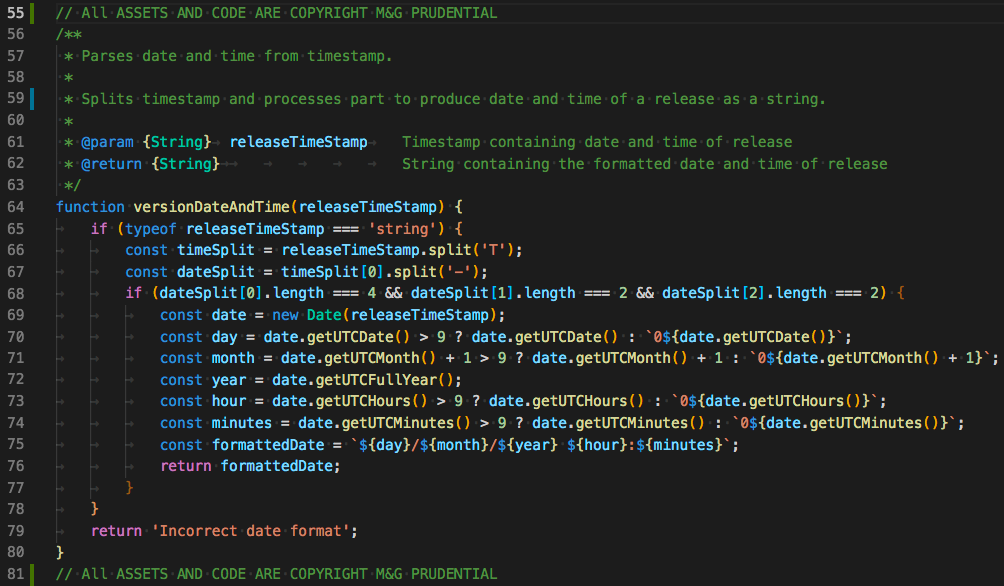 55 // All ASSETS AND CODE ARE COPYRIGHT M&G PRUDENTIAL
56 /**
57  * Parses date and time from timestamp.
58  *
59  * Splits timestamp and processes part to produce date and time of a release as a string.
60  *
61  * @param {String} releaseTimeStamp Timestamp containing date and time of release
62  * @return {String} String containing the formatted date and time of release
63  */
64 function versionDateAndTime(releaseTimeStamp) {
65     if (typeof releaseTimeStamp === 'string') {
66         const timeSplit = releaseTimeStamp.split('T');
67         const dateSplit = timeSplit[0].split('-');
68         if (dateSplit[0].length === 4 && dateSplit[1].length === 2 && dateSplit[2].length === 2) {
69             const date = new Date(releaseTimeStamp);
70             const day = date.getUTCDate() > 9 ? date.getUTCDate() : `0${date.getUTCDate()}`;
71             const month = date.getUTCMonth() + 1 > 9 ? date.getUTCMonth() + 1 : `0${date.getUTCMonth() + 1}`;
72             const year = date.getUTCFullYear();
73             const hour = date.getUTCHours() > 9 ? date.getUTCHours() : `0${date.getUTCHours()}`;
74             const minutes = date.getUTCMinutes() > 9 ? date.getUTCMinutes() : `0${date.getUTCMinutes()}`;
75             const formattedDate = `${day}/${month}/${year} ${hour}:${minutes}`;
76             return formattedDate;
77         }
78     }
79     return 'Incorrect date format';
80 }
81 // All ASSETS AND CODE ARE COPYRIGHT M&G PRUDENTIAL